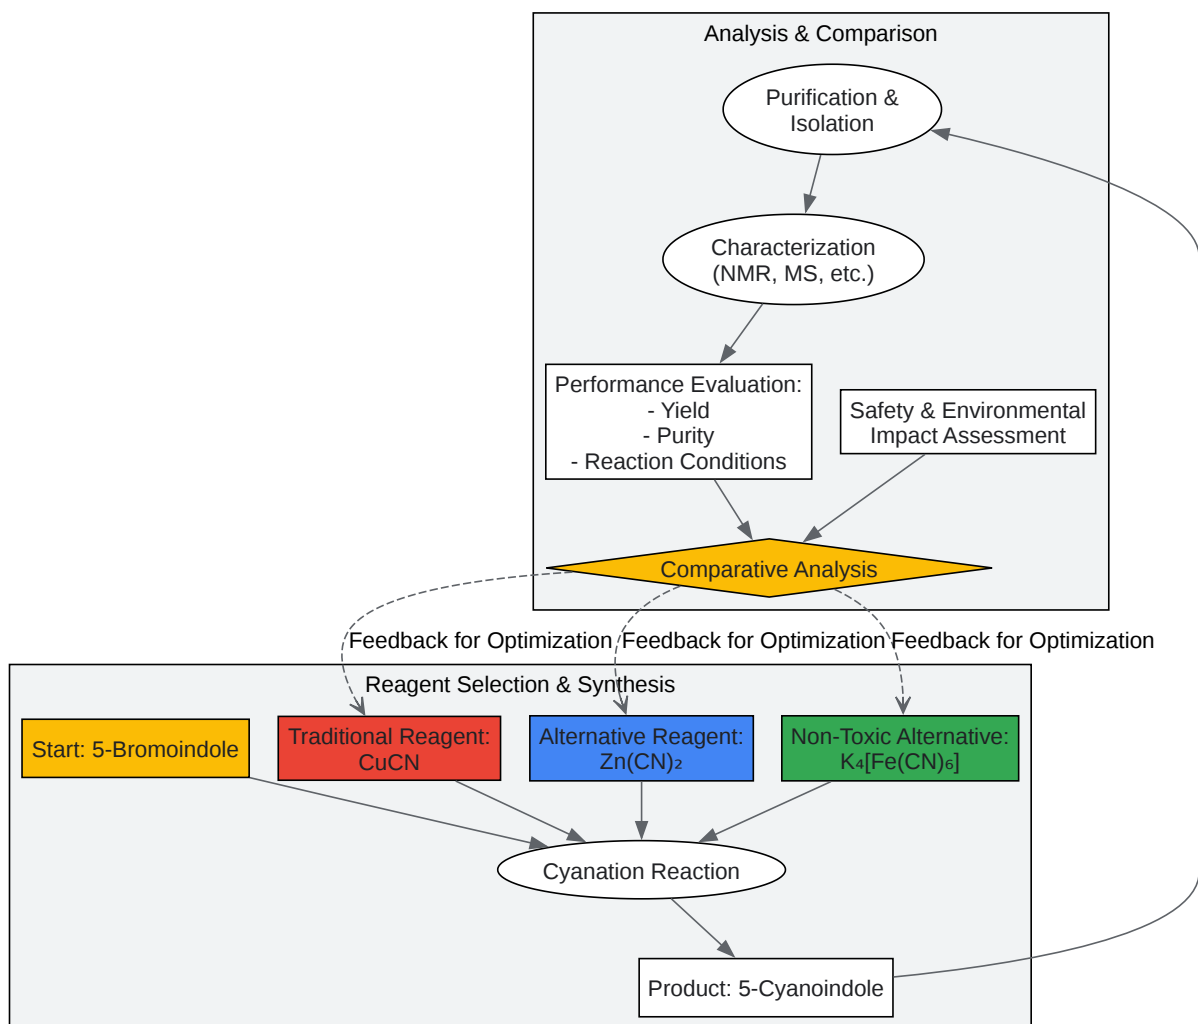 Analysis & Comparison
Purification &
Isolation
Characterization
(NMR, MS, etc.)
Performance Evaluation:
- Yield
- Purity
- Reaction Conditions
Safety & Environmental
Impact Assessment
Comparative Analysis
Feedback for Optimization
Feedback for Optimization
Feedback for Optimization
Reagent Selection & Synthesis
Start: 5-Bromoindole
Traditional Reagent:
CuCN
Alternative Reagent:
Zn(CN)₂
Non-Toxic Alternative:
K₄[Fe(CN)₆]
Cyanation Reaction
Product: 5-Cyanoindole